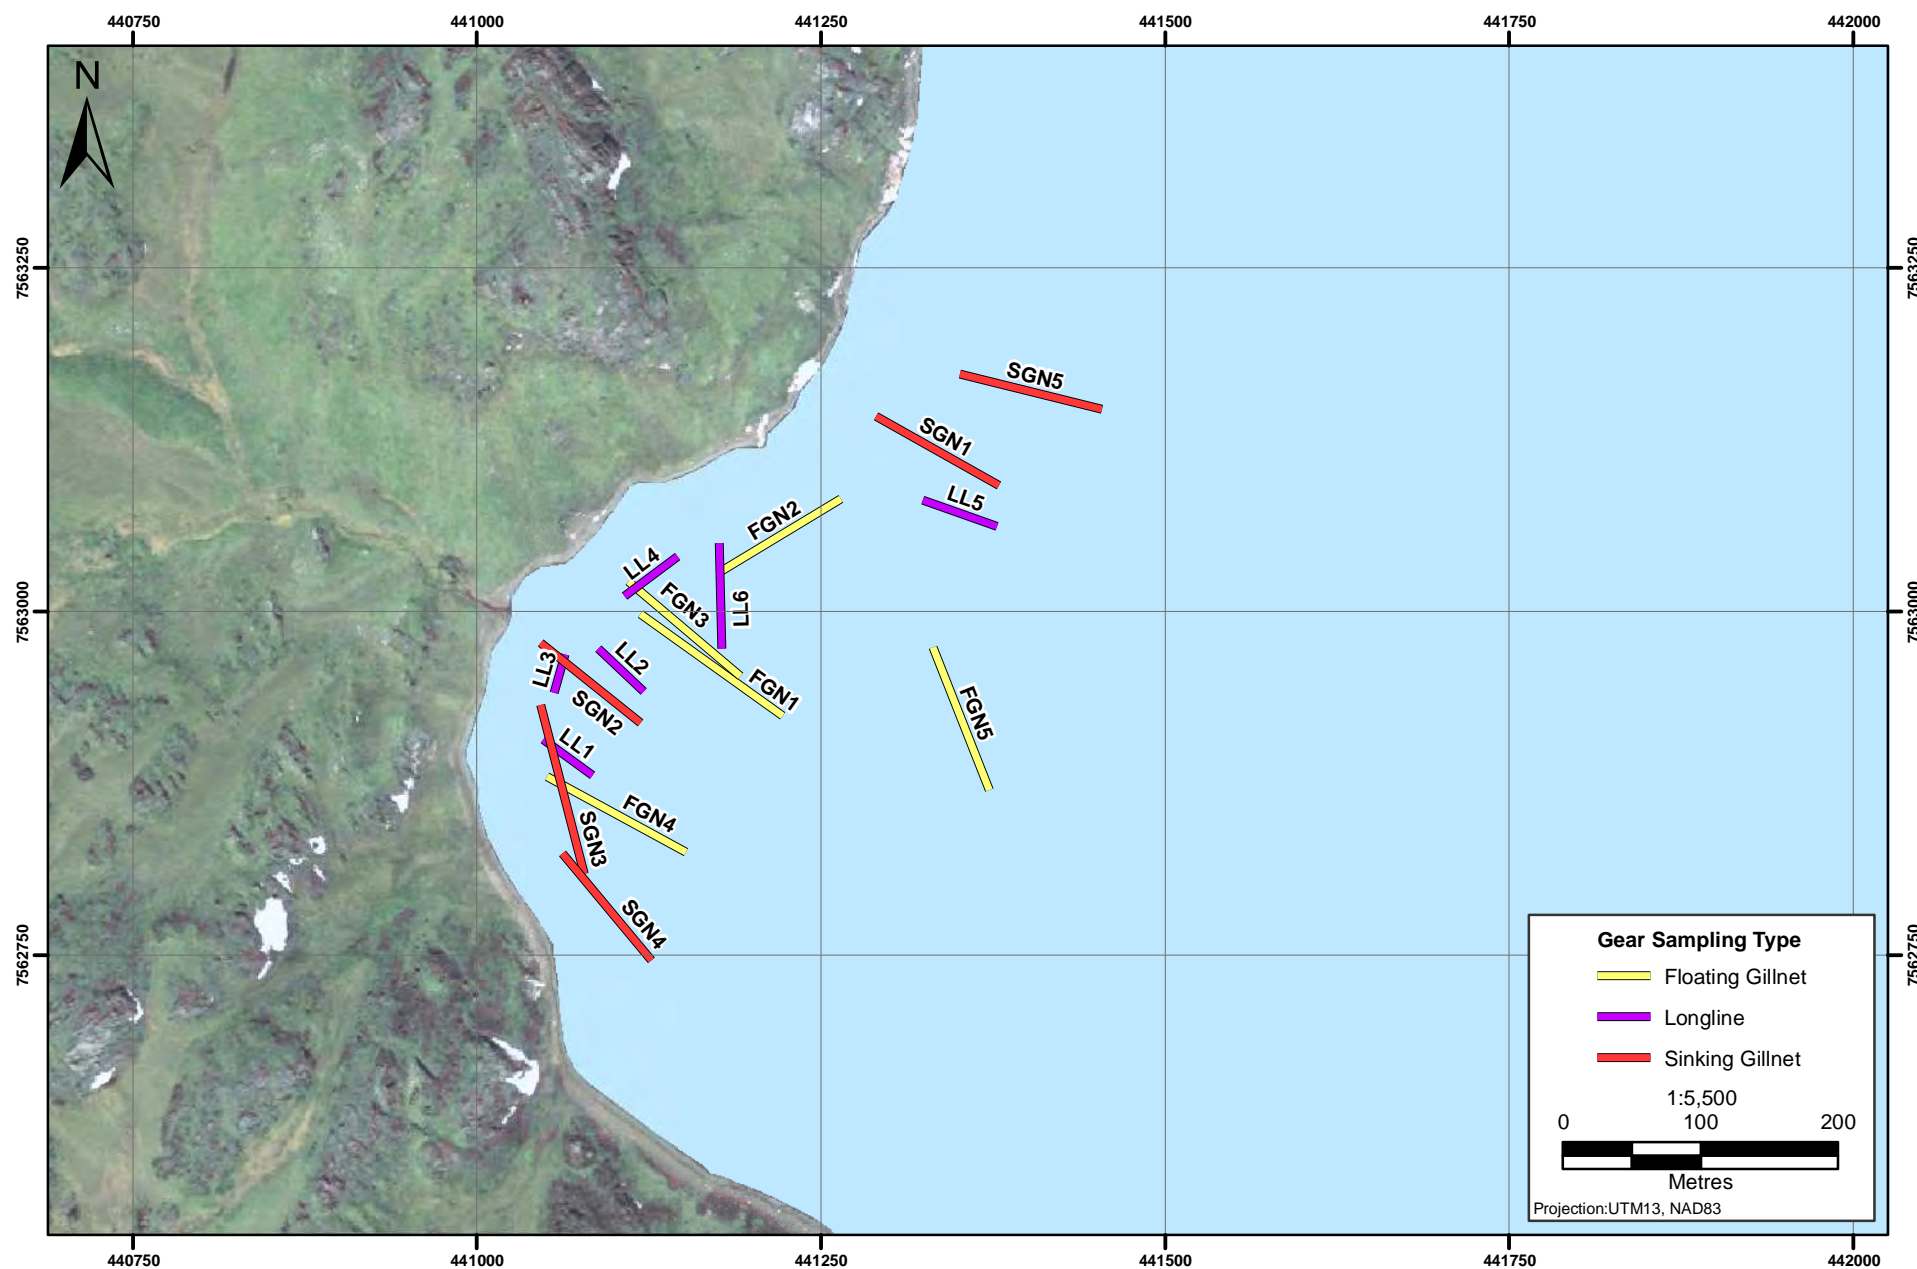 440750 441000 441250 441500 441750 442000
N
7563250 7563250
SGN5
SGN1
LL5
FGN2
LL4
FGN3
LL6
7563000 7563000
LL2
LL3
FGN1
SGN2
FGN5
LL1
FGN4
SGN3
SGN4
7562750 7562750
Gear Sampling Type
Floating Gillnet
Longline
Sinking Gillnet
1:5,500
0 100 200
Metres
Projection:UTM13, NAD83
440750 441000 441250 441500 441750 442000